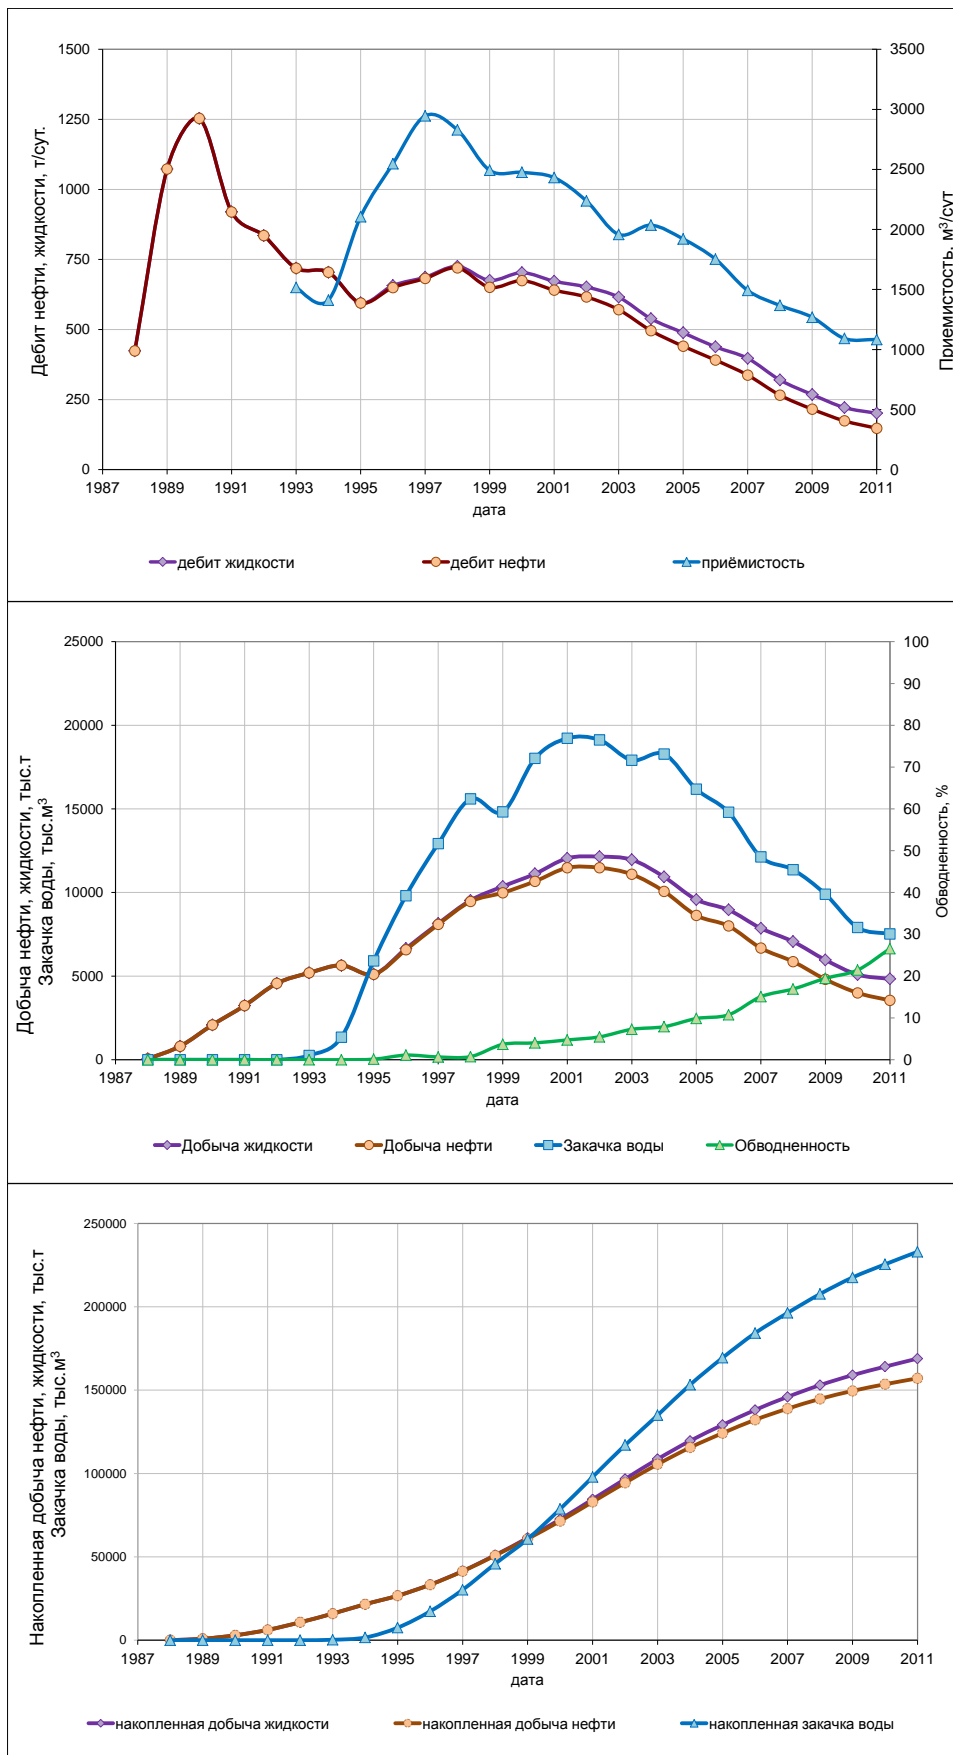 1500
1250
1000
750
500
250
0
3500
3000
2500
2000
1500
1000
500
0
Дебит нефти, жидкости, т/сут.
Приемистость, м³/сут
1987 1989 1991 1993 1995 1997 1999 2001 2003 2005 2007 2009 2011
дата
дебит жидкости дебит нефти приёмистость
25000
20000
15000
10000
5000
0
100
90
80
70
60
50
40
30
20
10
0
Добыча нефти, жидкости, тыс.т
Закачка воды, тыс.м³
Обводненность, %
1987 1989 1991 1993 1995 1997 1999 2001 2003 2005 2007 2009 2011
дата
Добыча жидкости Добыча нефти Закачка воды Обводненность
250000
200000
150000
100000
50000
0
Накопленная добыча нефти, жидкости, тыс.т
Закачка воды, тыс.м³
1987 1989 1991 1993 1995 1997 1999 2001 2003 2005 2007 2009 2011
дата
накопленная добыча жидкости накопленная добыча нефти накопленная закачка воды